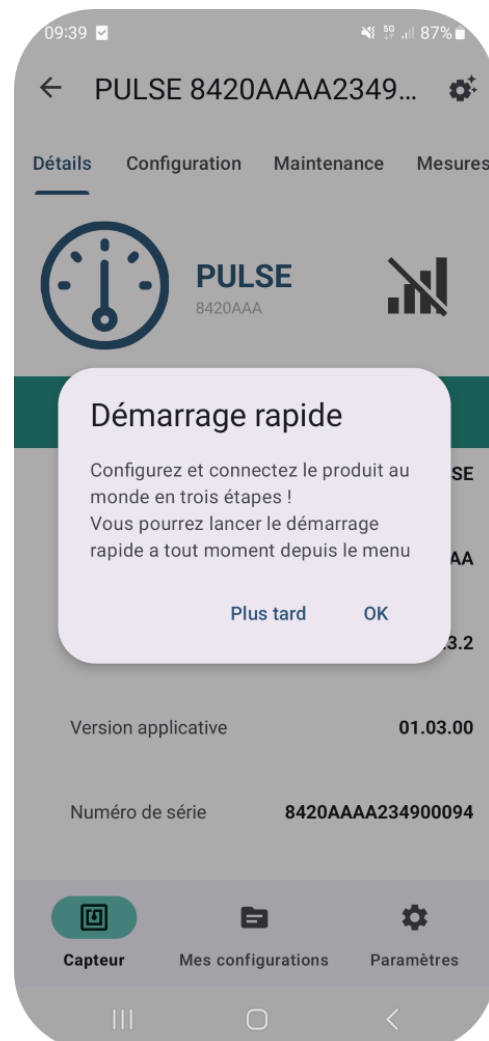 09:39 5G 87%
PULSE 8420AAAA2349...
Détails Configuration Maintenance Mesures
PULSE
8420AAA
Démarrage rapide
Configurez et connectez le produit au
monde en trois étapes !
Vous pourrez lancer le démarrage
rapide a tout moment depuis le menu
Plus tard OK
SE
AA
.3.2
Version applicative 01.03.00
Numéro de série 8420AAAA234900094
Capteur Mes configurations Paramètres